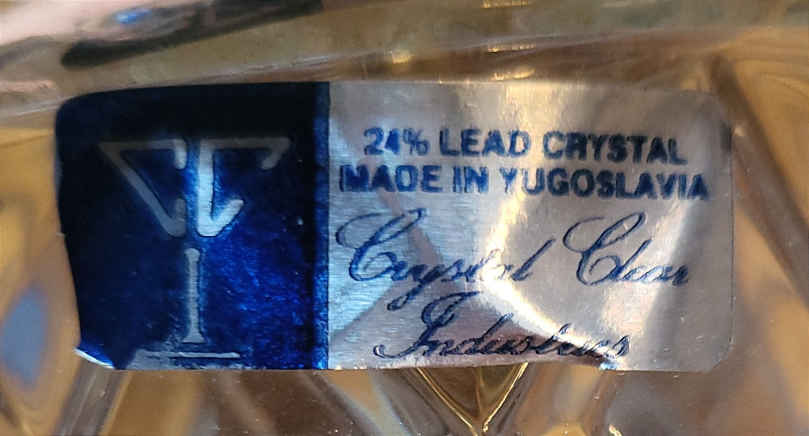 24% LEAD CRYSTAL
MADE IN YUGOSLAVIA
Crystal Clear
Industries